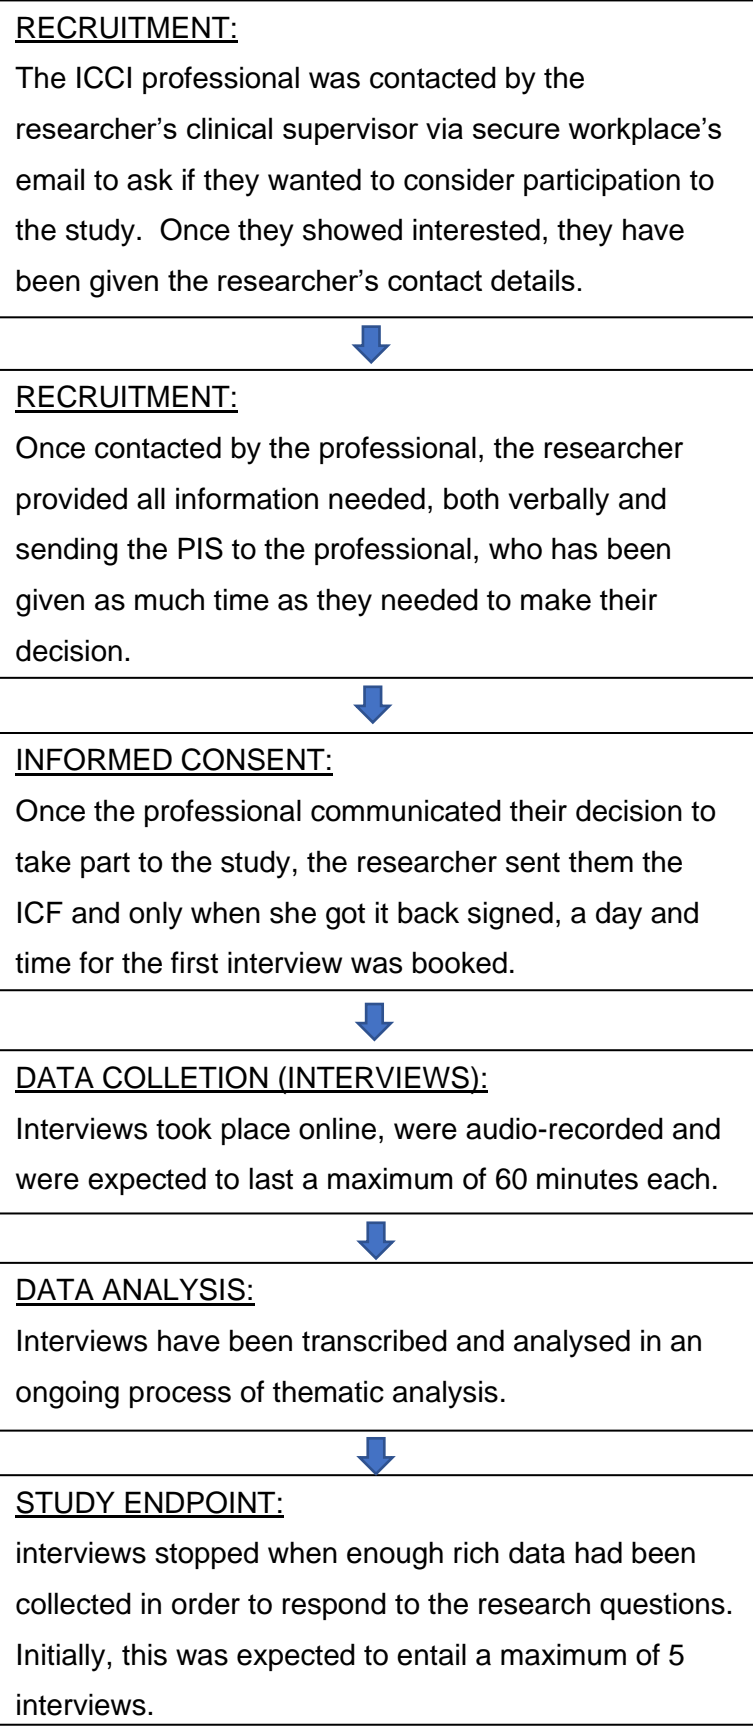 RECRUITMENT:
The ICCI professional was contacted by the
researcher’s clinical supervisor via secure workplace’s
email to ask if they wanted to consider participation to
the study.  Once they showed interested, they have
been given the researcher’s contact details.
RECRUITMENT:
Once contacted by the professional, the researcher
provided all information needed, both verbally and
sending the PIS to the professional, who has been
given as much time as they needed to make their
decision.
INFORMED CONSENT:
Once the professional communicated their decision to
take part to the study, the researcher sent them the
ICF and only when she got it back signed, a day and
time for the first interview was booked.
DATA COLLETION (INTERVIEWS):
Interviews took place online, were audio-recorded and
were expected to last a maximum of 60 minutes each.
DATA ANALYSIS:
Interviews have been transcribed and analysed in an
ongoing process of thematic analysis.
STUDY ENDPOINT:
interviews stopped when enough rich data had been
collected in order to respond to the research questions.
Initially, this was expected to entail a maximum of 5
interviews.